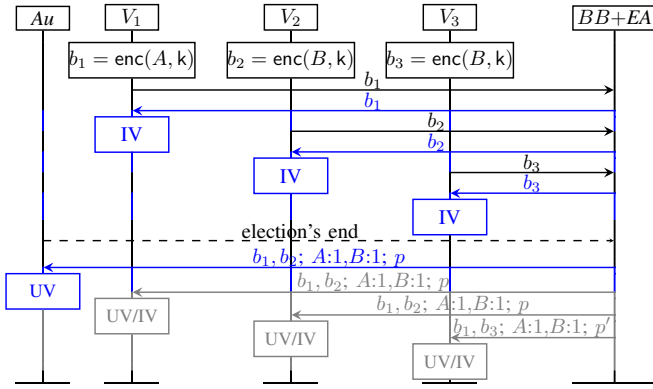 Au V₁ V₂ V₃ BB+EA
b₁ = enc(A, k) b₂ = enc(B, k) b₃ = enc(B, k)
b₁
b₁
IV
b₂
b₂
IV
b₃
b₃
IV
election's end
b₁, b₂; A:1,B:1; p
UV
b₁, b₂; A:1,B:1; p
UV/IV
b₁, b₂; A:1,B:1; p
UV/IV
b₁, b₃; A:1,B:1; p′
UV/IV